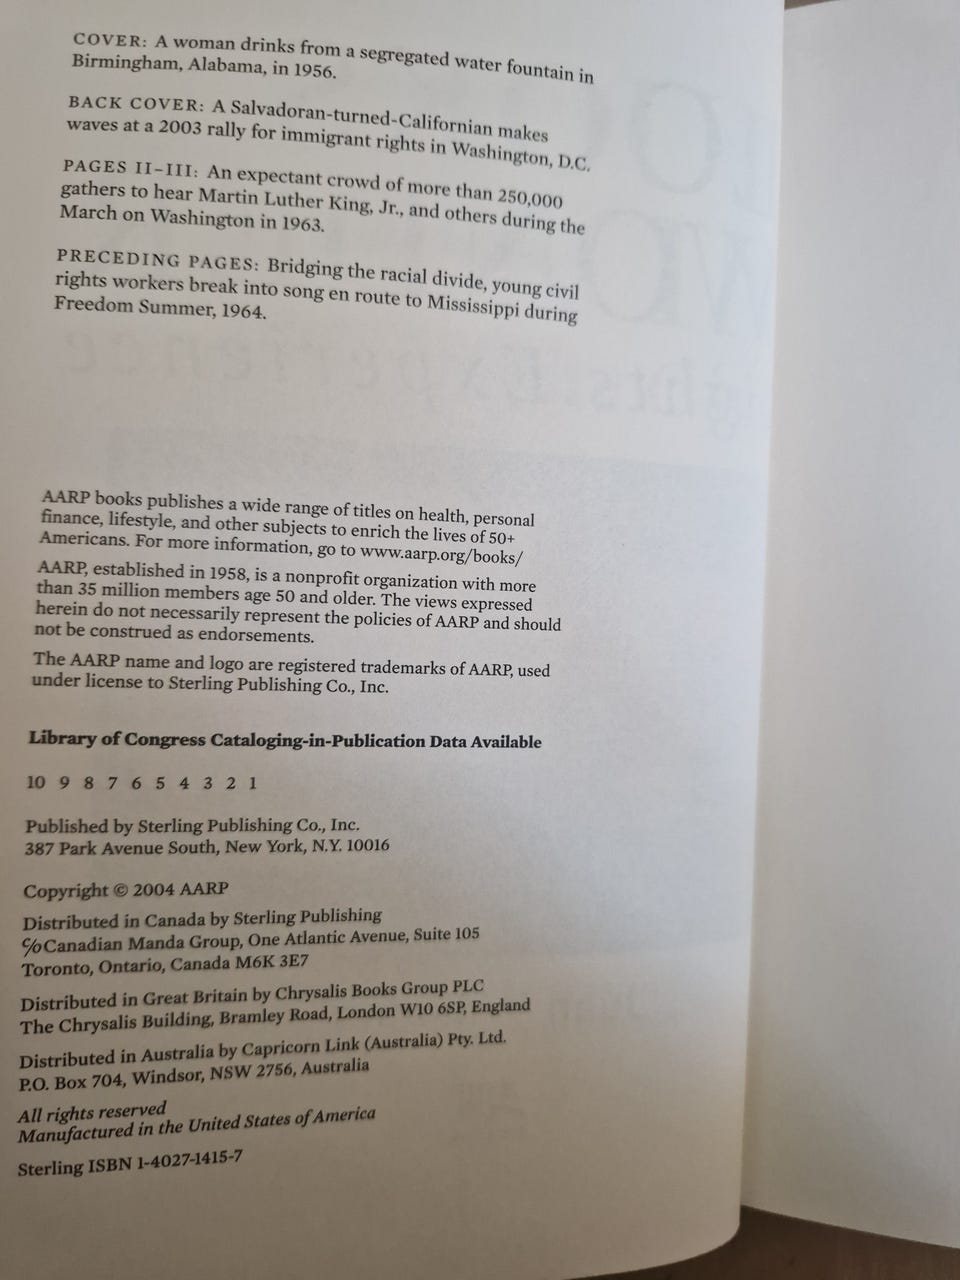 COVER: A woman drinks from a segregated water fountain in
Birmingham, Alabama, in 1956.
BACK COVER: A Salvadoran-turned-Californian makes
waves at a 2003 rally for immigrant rights in Washington, D.C.
PAGES II–III: An expectant crowd of more than 250,000
gathers to hear Martin Luther King, Jr., and others during the
March on Washington in 1963.
PRECEDING PAGES: Bridging the racial divide, young civil
rights workers break into song en route to Mississippi during
Freedom Summer, 1964.
AARP books publishes a wide range of titles on health, personal
finance, lifestyle, and other subjects to enrich the lives of 50+
Americans. For more information, go to www.aarp.org/books/
AARP, established in 1958, is a nonprofit organization with more
than 35 million members age 50 and older. The views expressed
herein do not necessarily represent the policies of AARP and should
not be construed as endorsements.
The AARP name and logo are registered trademarks of AARP, used
under license to Sterling Publishing Co., Inc.
Library of Congress Cataloging-in-Publication Data Available
10 9 8 7 6 5 4 3 2 1
Published by Sterling Publishing Co., Inc.
387 Park Avenue South, New York, N.Y. 10016
Copyright © 2004 AARP
Distributed in Canada by Sterling Publishing
℅ Canadian Manda Group, One Atlantic Avenue, Suite 105
Toronto, Ontario, Canada M6K 3E7
Distributed in Great Britain by Chrysalis Books Group PLC
The Chrysalis Building, Bramley Road, London W10 6SP, England
Distributed in Australia by Capricorn Link (Australia) Pty. Ltd.
P.O. Box 704, Windsor, NSW 2756, Australia
All rights reserved
Manufactured in the United States of America
Sterling ISBN 1-4027-1415-7